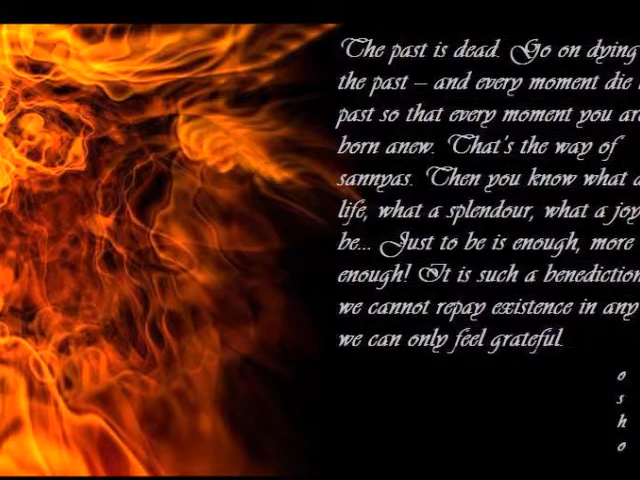 The past is dead. Go on dying
the past – and every moment die
past so that every moment you are
born anew. That's the way of
sannyas. Then you know what a
life, what a splendour, what a joy
be... Just to be is enough, more
enough! It is such a benediction
we cannot repay existence in any
we can only feel grateful.
o
s
h
o